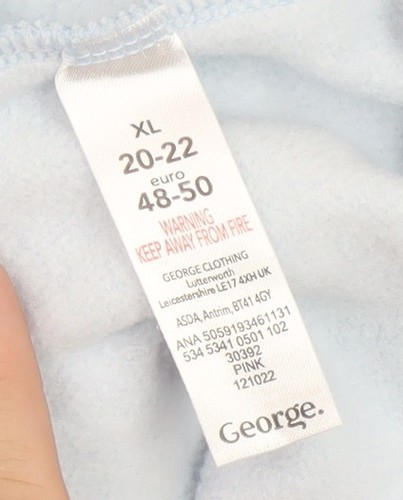 XL
20-22
euro
48-50
WARNING
KEEP AWAY FROM FIRE
GEORGE CLOTHING
Lutterworth
Leicestershire LE17 4XH UK
ASDA, Antrim, BT41 4GY
ANA 5059193461131
534 5341 0501 102
30392
PINK
121022
George.